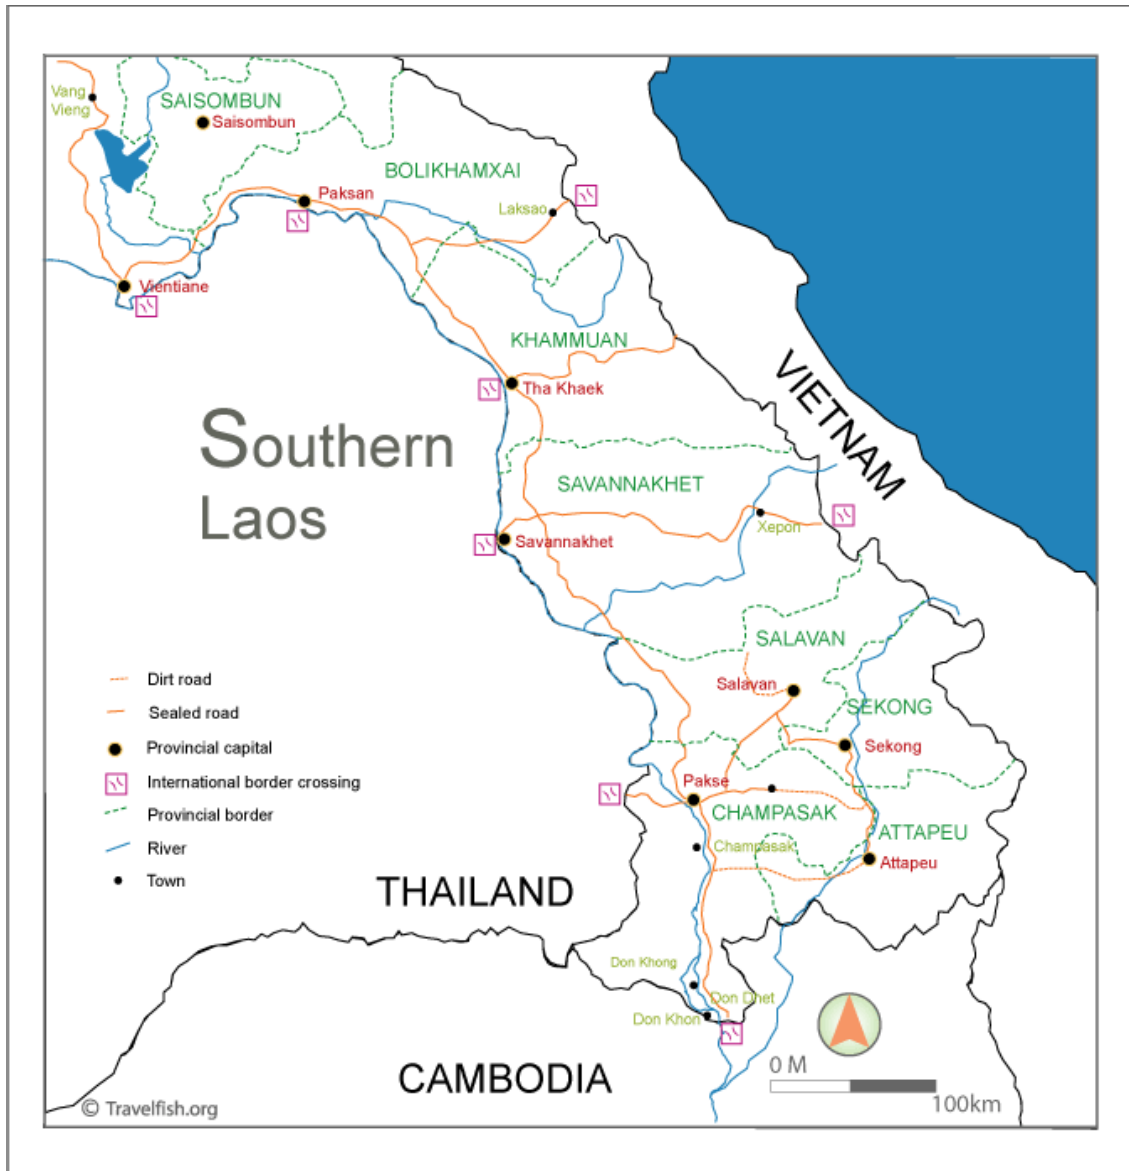 Vang
Vieng
SAISOMBUN
Saisombun
BOLIKHAMXAI
Paksan
Laksao
Vientiane
KHAMMUAN
Tha Khaek
VIETNAM
Southern
Laos
SAVANNAKHET
Xepon
Savannakhet
SALAVAN
Salavan
SEKONG
Sekong
Pakse
CHAMPASAK
ATTAPEU
Champasak
Attapeu
Dirt road
Sealed road
Provincial capital
International border crossing
Provincial border
River
Town
THAILAND
Don Khong
Don Dhet
Don Khon
CAMBODIA
0 M
100km
© Travelfish.org